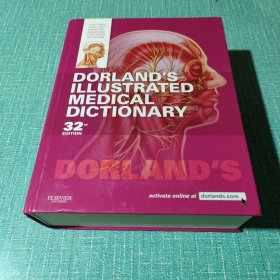 DORLAND'S
ILLUSTRATED
MEDICAL
DICTIONARY
32ND
EDITION
DORLAND'S
ELSEVIER
activate online at dorlands.com